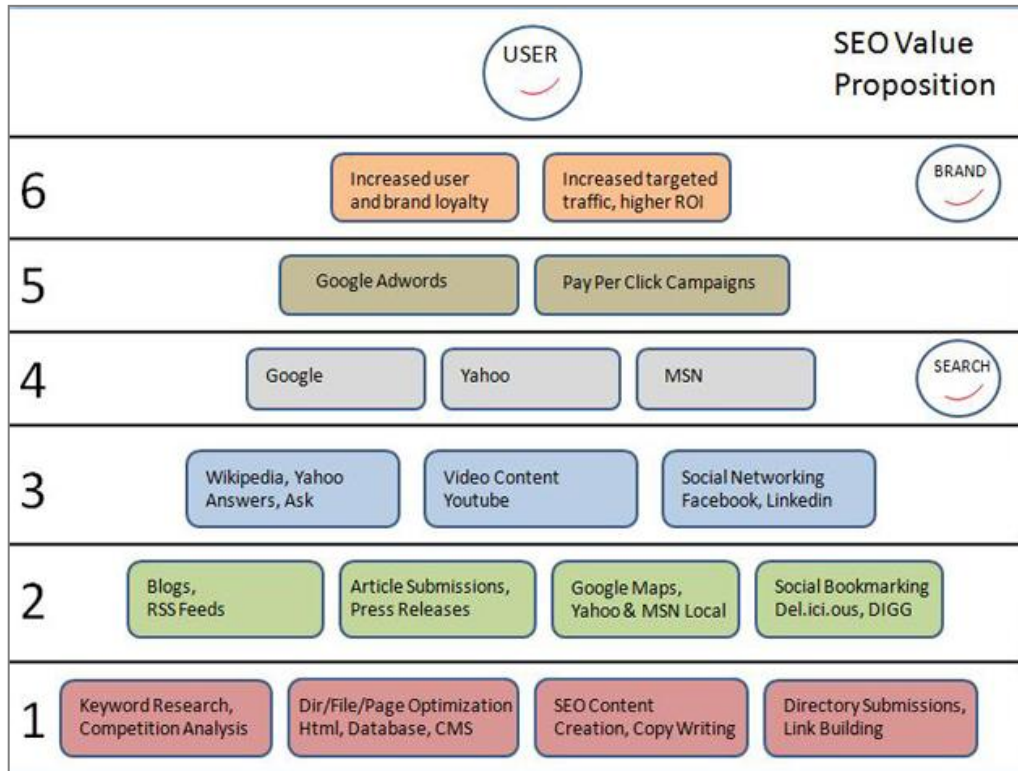 USER
SEO Value
Proposition
6
Increased user
and brand loyalty
Increased targeted
traffic, higher ROI
BRAND
5
Google Adwords
Pay Per Click Campaigns
4
Google
Yahoo
MSN
SEARCH
3
Wikipedia, Yahoo
Answers, Ask
Video Content
Youtube
Social Networking
Facebook, Linkedin
2
Blogs,
RSS Feeds
Article Submissions,
Press Releases
Google Maps,
Yahoo & MSN Local
Social Bookmarking
Del.ici.ous, DIGG
1
Keyword Research,
Competition Analysis
Dir/File/Page Optimization
Html, Database, CMS
SEO Content
Creation, Copy Writing
Directory Submissions,
Link Building